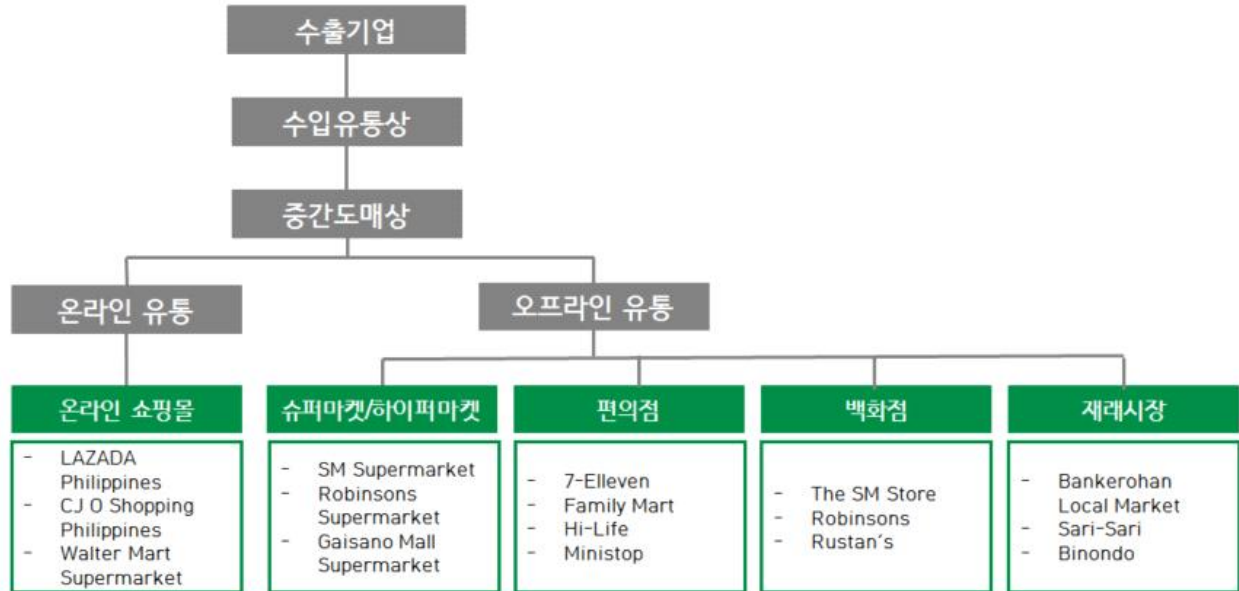 수출기업
수입유통상
중간도매상
온라인 유통
오프라인 유통
온라인 쇼핑몰
- LAZADA
Philippines
- CJ O Shopping
Philippines
- Walter Mart
Supermarket
슈퍼마켓/하이퍼마켓
- SM Supermarket
- Robinsons
Supermarket
- Gaisano Mall
Supermarket
편의점
- 7-Elleven
- Family Mart
- Hi-Life
- Ministop
백화점
- The SM Store
- Robinsons
- Rustan's
재래시장
- Bankerohan
Local Market
- Sari-Sari
- Binondo